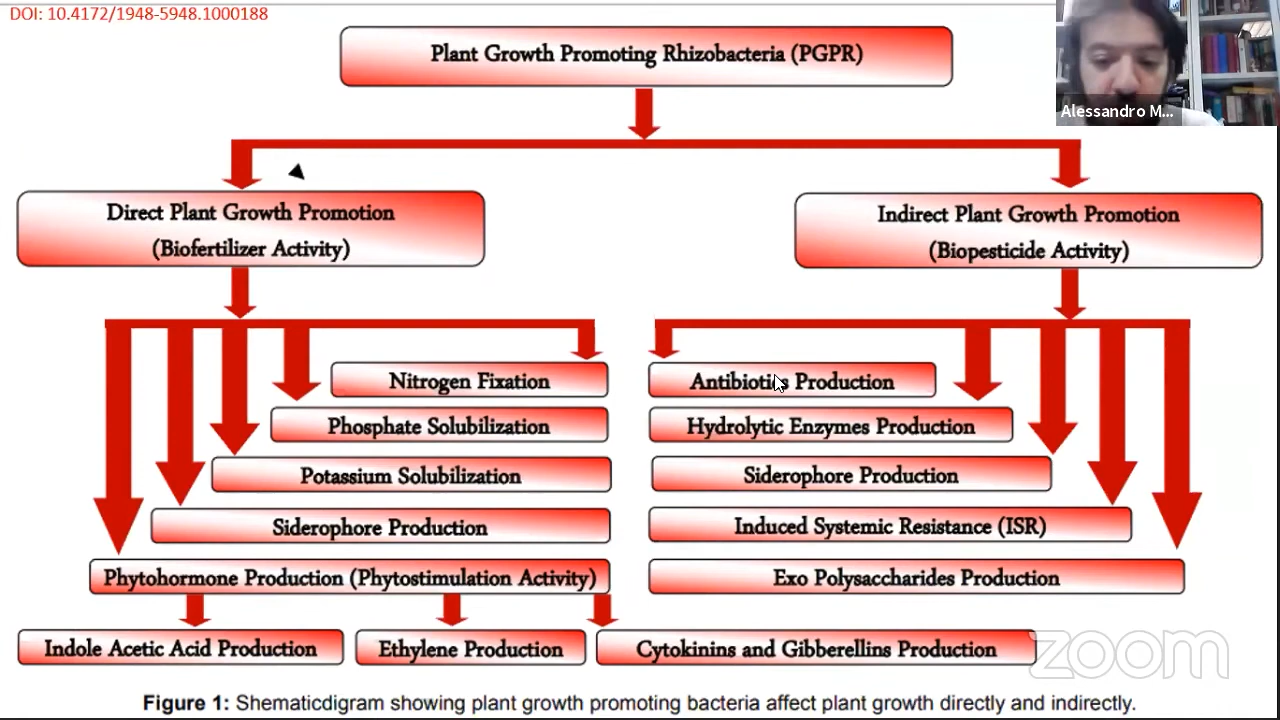 DOI: 10.4172/1948-5948.1000188
Plant Growth Promoting Rhizobacteria (PGPR)
Alessandro M...
Direct Plant Growth Promotion
(Biofertilizer Activity)
Indirect Plant Growth Promotion
(Biopesticide Activity)
Nitrogen Fixation
Phosphate Solubilization
Potassium Solubilization
Siderophore Production
Phytohormone Production (Phytostimulation Activity)
Antibiotics Production
Hydrolytic Enzymes Production
Siderophore Production
Induced Systemic Resistance (ISR)
Exo Polysaccharides Production
Indole Acetic Acid Production
Ethylene Production
Cytokinins and Gibberellins Production
zoom
Figure 1: Shematicdigram showing plant growth promoting bacteria affect plant growth directly and indirectly.